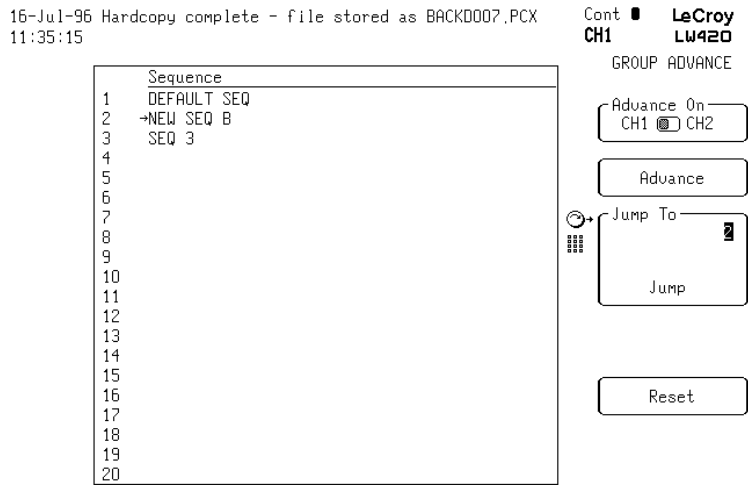 16-Jul-96 Hardcopy complete - file stored as BACKD007.PCX
11:35:15
Cont LeCroy
CH1 LW420
GROUP ADVANCE
Sequence
1 DEFAULT SEQ
2 →NEW SEQ B
3 SEQ 3
4
5
6
7
8
9
10
11
12
13
14
15
16
17
18
19
20
Advance On
CH1 CH2
Advance
Jump To
2
Jump
Reset